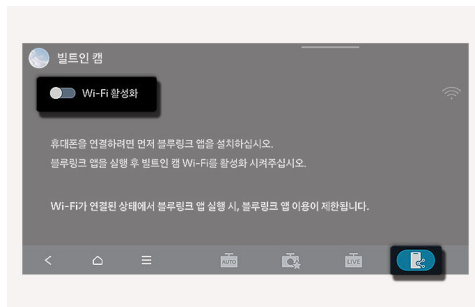 빌트인 캠
Wi-Fi 활성화
휴대폰을 연결하려면 먼저 블루링크 앱을 설치하십시오.
블루링크 앱을 실행 후 빌트인 캠 Wi-Fi를 활성화 시켜주십시오.
Wi-Fi가 연결된 상태에서 블루링크 앱 실행 시, 블루링크 앱 이용이 제한됩니다.
AUTO LIVE